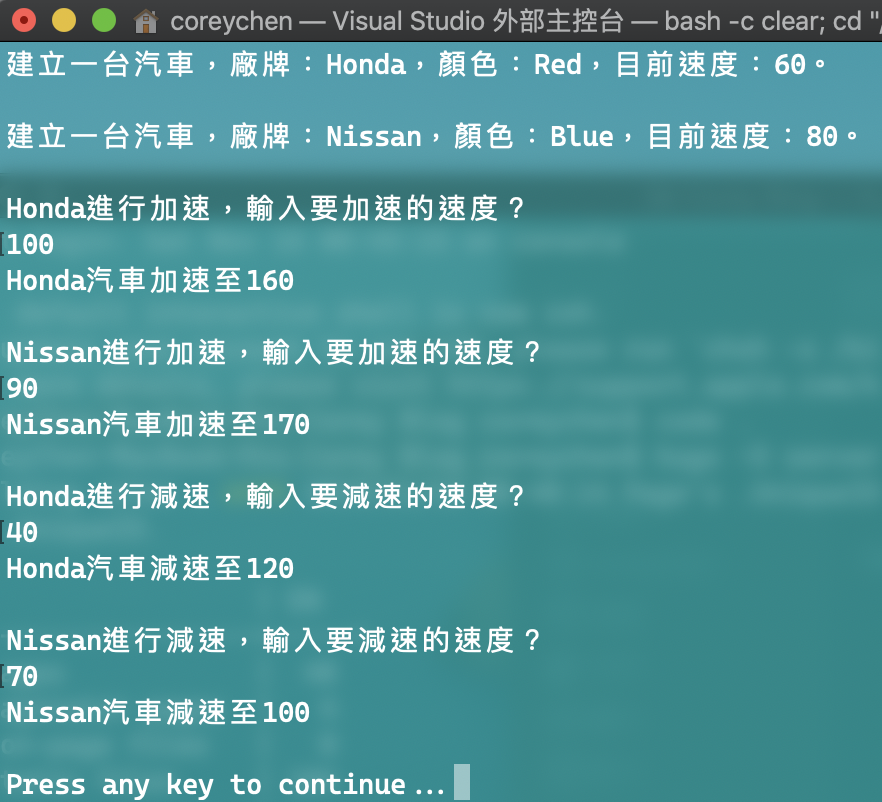 coreychen — Visual Studio 外部主控台 — bash -c clear; cd "/
建立一台汽車，廠牌：Honda，顏色：Red，目前速度：60。
建立一台汽車，廠牌：Nissan，顏色：Blue，目前速度：80。
Honda進行加速，輸入要加速的速度？
100
Honda汽車加速至160
Nissan進行加速，輸入要加速的速度？
90
Nissan汽車加速至170
Honda進行減速，輸入要減速的速度？
40
Honda汽車減速至120
Nissan進行減速，輸入要減速的速度？
70
Nissan汽車減速至100
Press any key to continue...